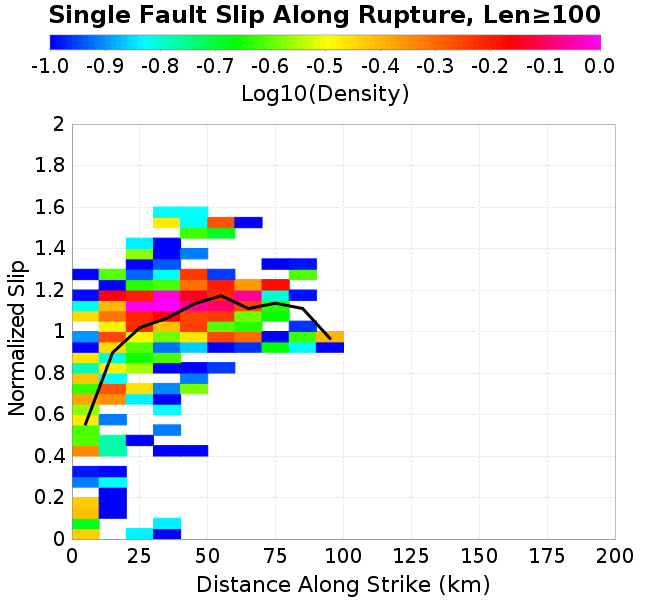 Single Fault Slip Along Rupture, Len≥100
-1.0 -0.9 -0.8 -0.7 -0.6 -0.5 -0.4 -0.3 -0.2 -0.1 0.0
Log10(Density)
2
1.8
1.6
1.4
1.2
1
0.8
0.6
0.4
0.2
0
Normalized Slip
0 25 50 75 100 125 150 175 200
Distance Along Strike (km)